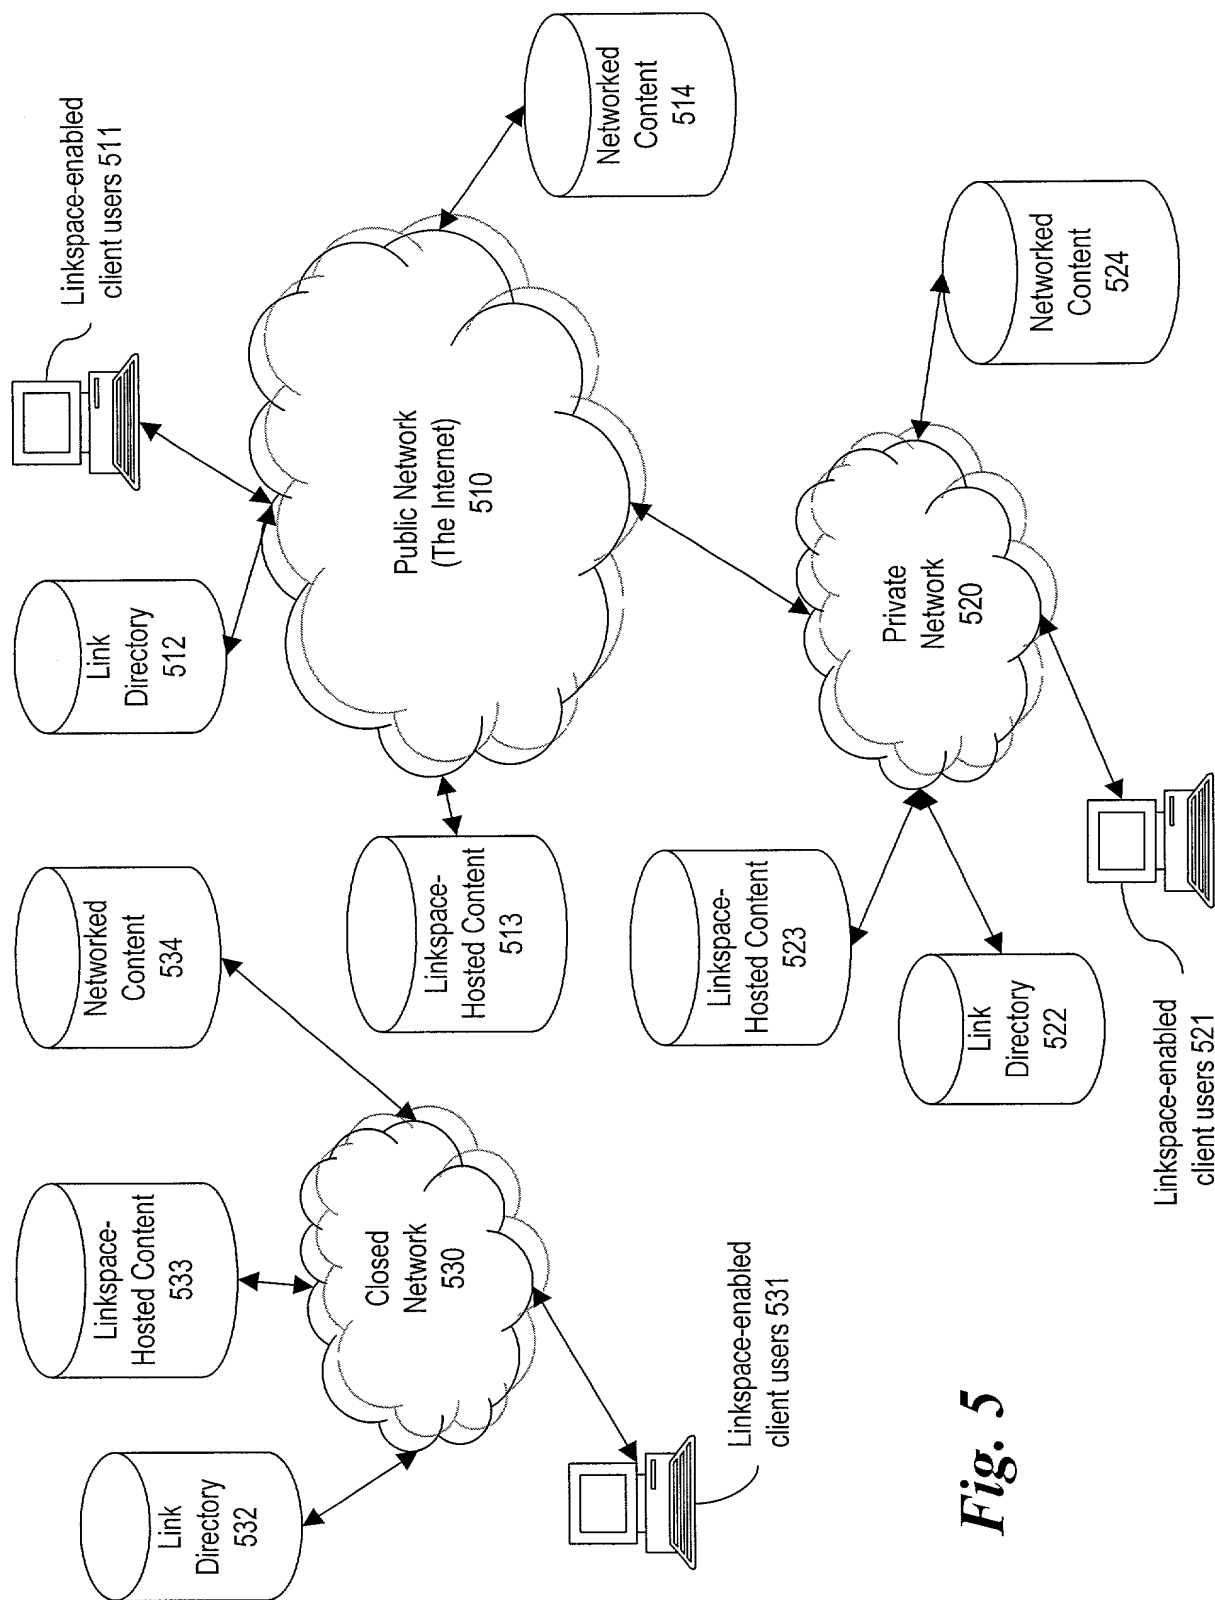 Link
Directory
532
Linkspace-
Hosted Content
533
Networked
Content
534
Link
Directory
512
Linkspace-enabled
client users 511
Closed
Network
530
Linkspace-
Hosted Content
513
Public Network
(The Internet)
510
Networked
Content
514
Linkspace-enabled
client users 531
Linkspace-
Hosted Content
523
Private
Network
520
Networked
Content
524
Link
Directory
522
Linkspace-enabled
client users 521
Fig. 5